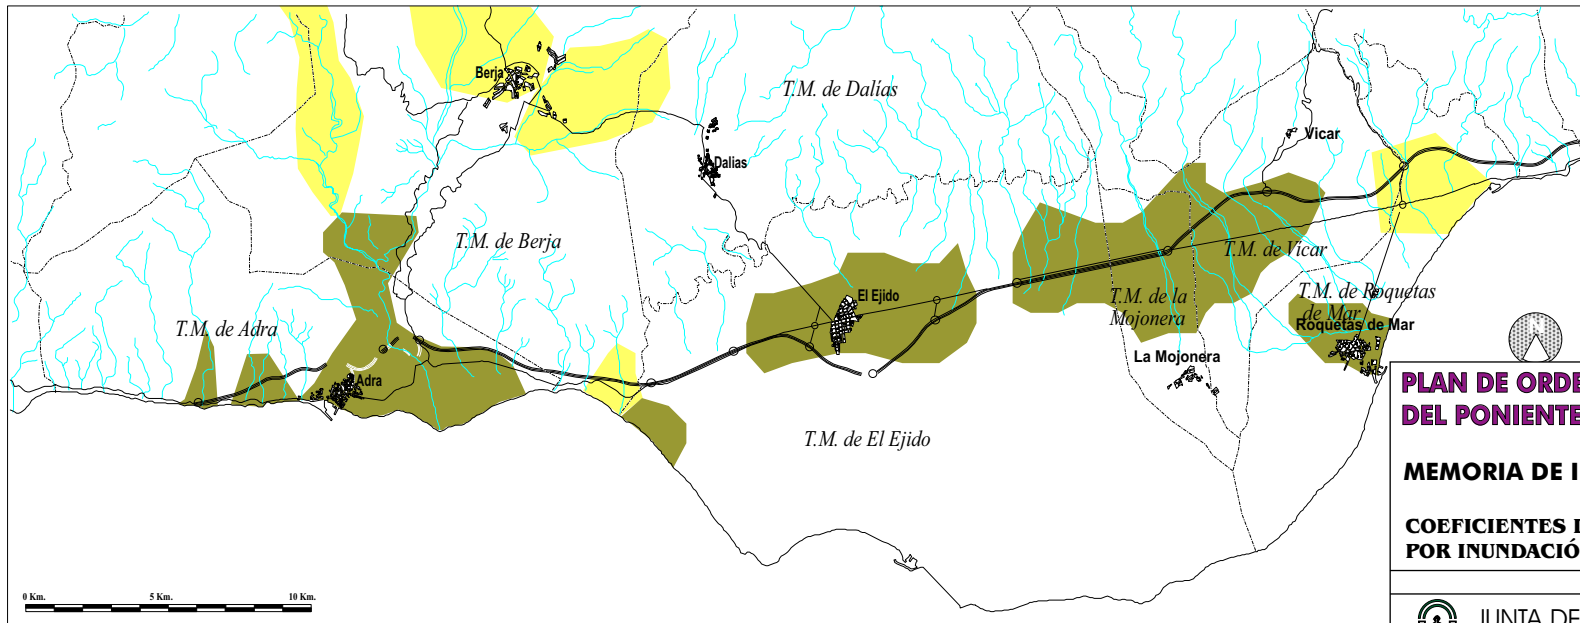 Berja
T.M. de Dalías
Vicar
Dalias
T.M. de Berja
T.M. de Vicar
El Ejido
T.M. de la
Mojonera
T.M. de Roquetas
de Mar
Roquetas de Mar
T.M. de Adra
La Mojonera
Adra
T.M. de El Ejido
PLAN DE ORDE
DEL PONIENTE
MEMORIA DE I
COEFICIENTES D
POR INUNDACIÓ
0 Km.
5 Km.
10 Km.
JUNTA DE